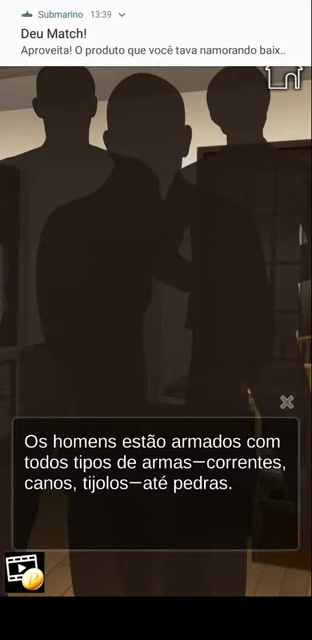 Submarino 13:39
Deu Match!
Aproveita! O produto que você tava namorando baix..
Os homens estão armados com
todos tipos de armas—correntes,
canos, tijolos—até pedras.
P